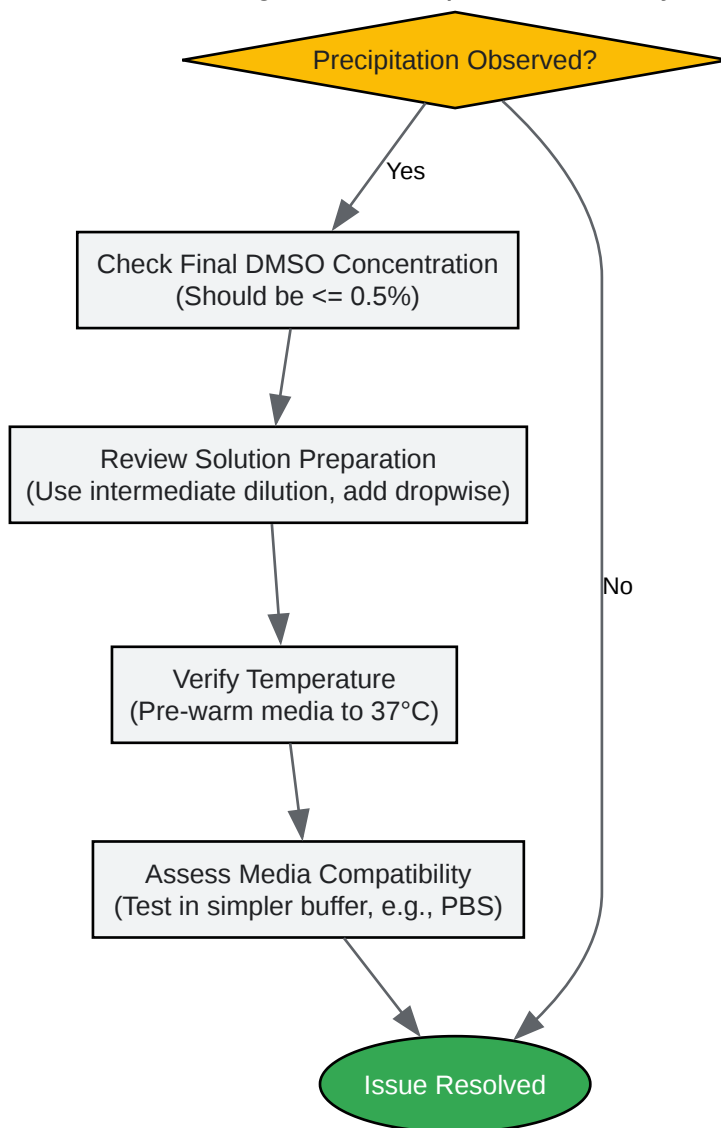 Precipitation Observed?
Yes
Check Final DMSO Concentration
(Should be <= 0.5%)
Review Solution Preparation
(Use intermediate dilution, add dropwise)
No
Verify Temperature
(Pre-warm media to 37°C)
Assess Media Compatibility
(Test in simpler buffer, e.g., PBS)
Issue Resolved